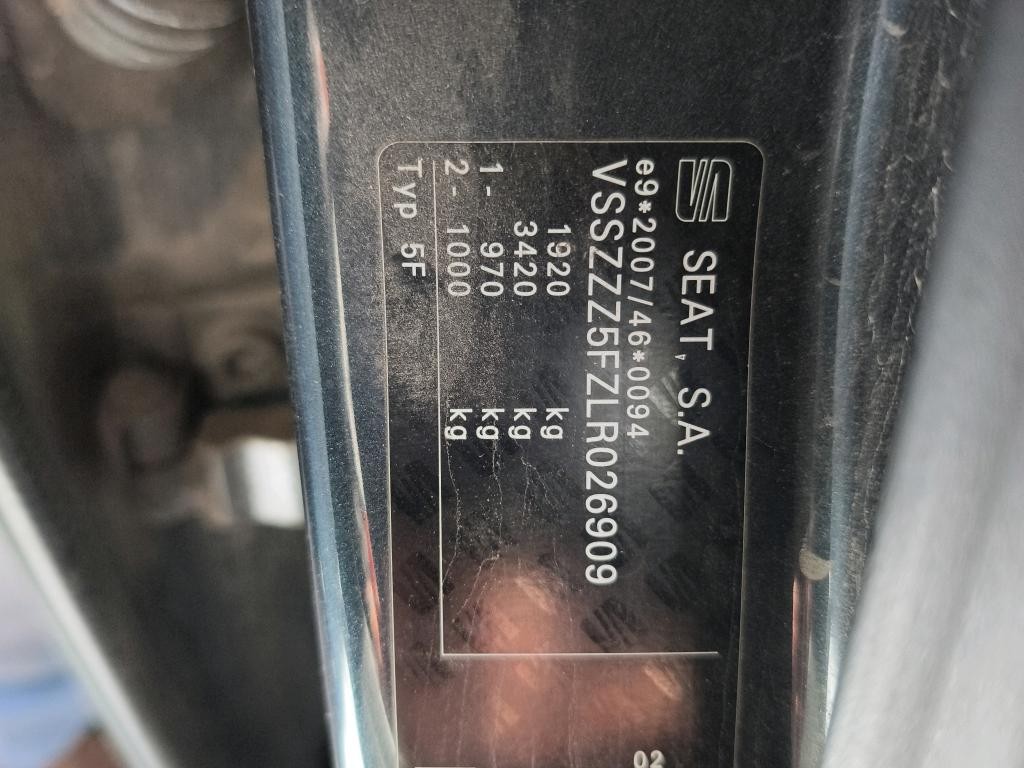 SEAT, S.A.
e9*2007/46*0094
VSSZZZ5FZLR026909
1920 kg
3420 kg
1- 970 kg
2- 1000 kg
Typ 5F
02